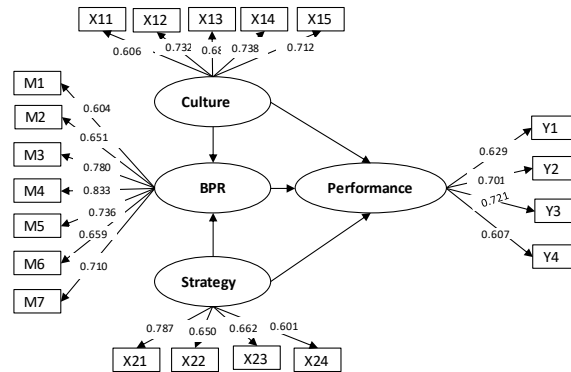 X11 X12 X13 X14 X15
0.606 0.732 0.68 0.738 0.712
Culture
M1
M2
M3
M4
M5
M6
M7
0.604
0.651
0.780
0.833
0.736
0.659
0.710
BPR
Performance
Y1
Y2
Y3
Y4
0.629
0.701
0.721
0.607
Strategy
0.787 0.650 0.662 0.601
X21 X22 X23 X24